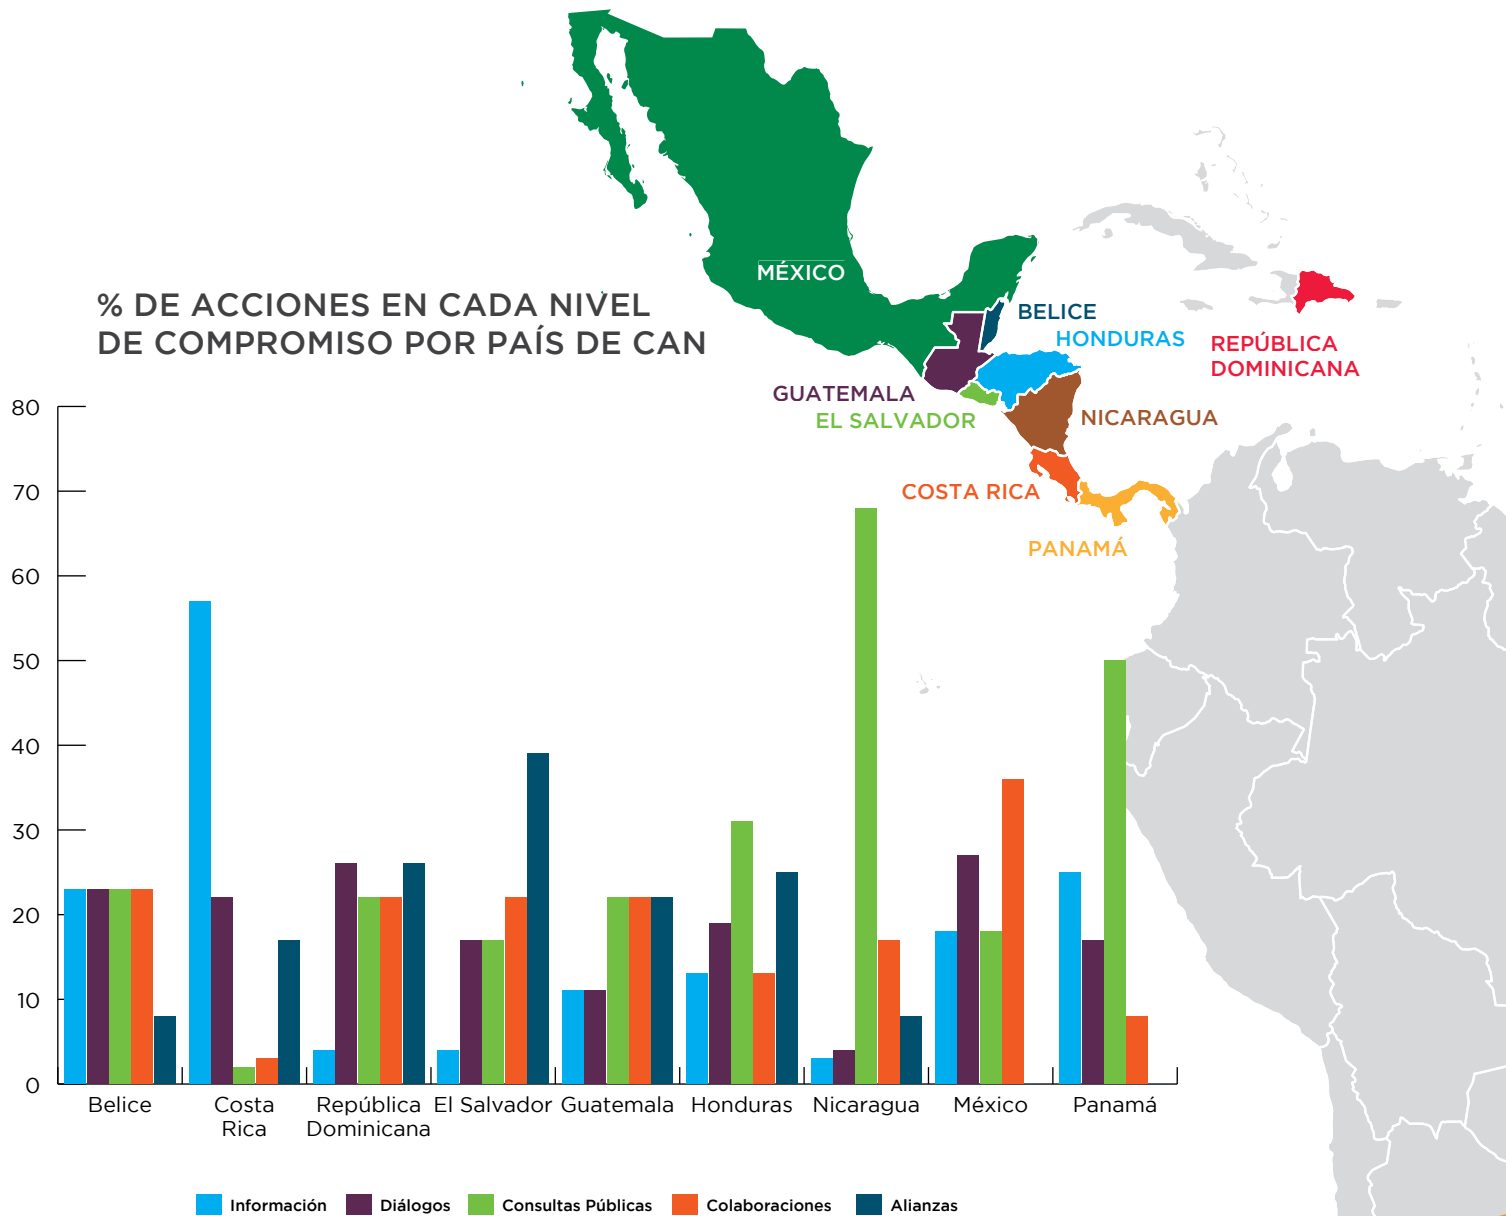 MÉXICO
% DE ACCIONES EN CADA NIVEL
DE COMPROMISO POR PAÍS DE CAN
BELICE
HONDURAS
REPÚBLICA
DOMINICANA
GUATEMALA
EL SALVADOR
NICARAGUA
COSTA RICA
PANAMÁ
80
70
60
50
40
30
20
10
0
Belice
Costa
Rica
República
Dominicana
El Salvador
Guatemala
Honduras
Nicaragua
México
Panamá
Información
Diálogos
Consultas Públicas
Colaboraciones
Alianzas